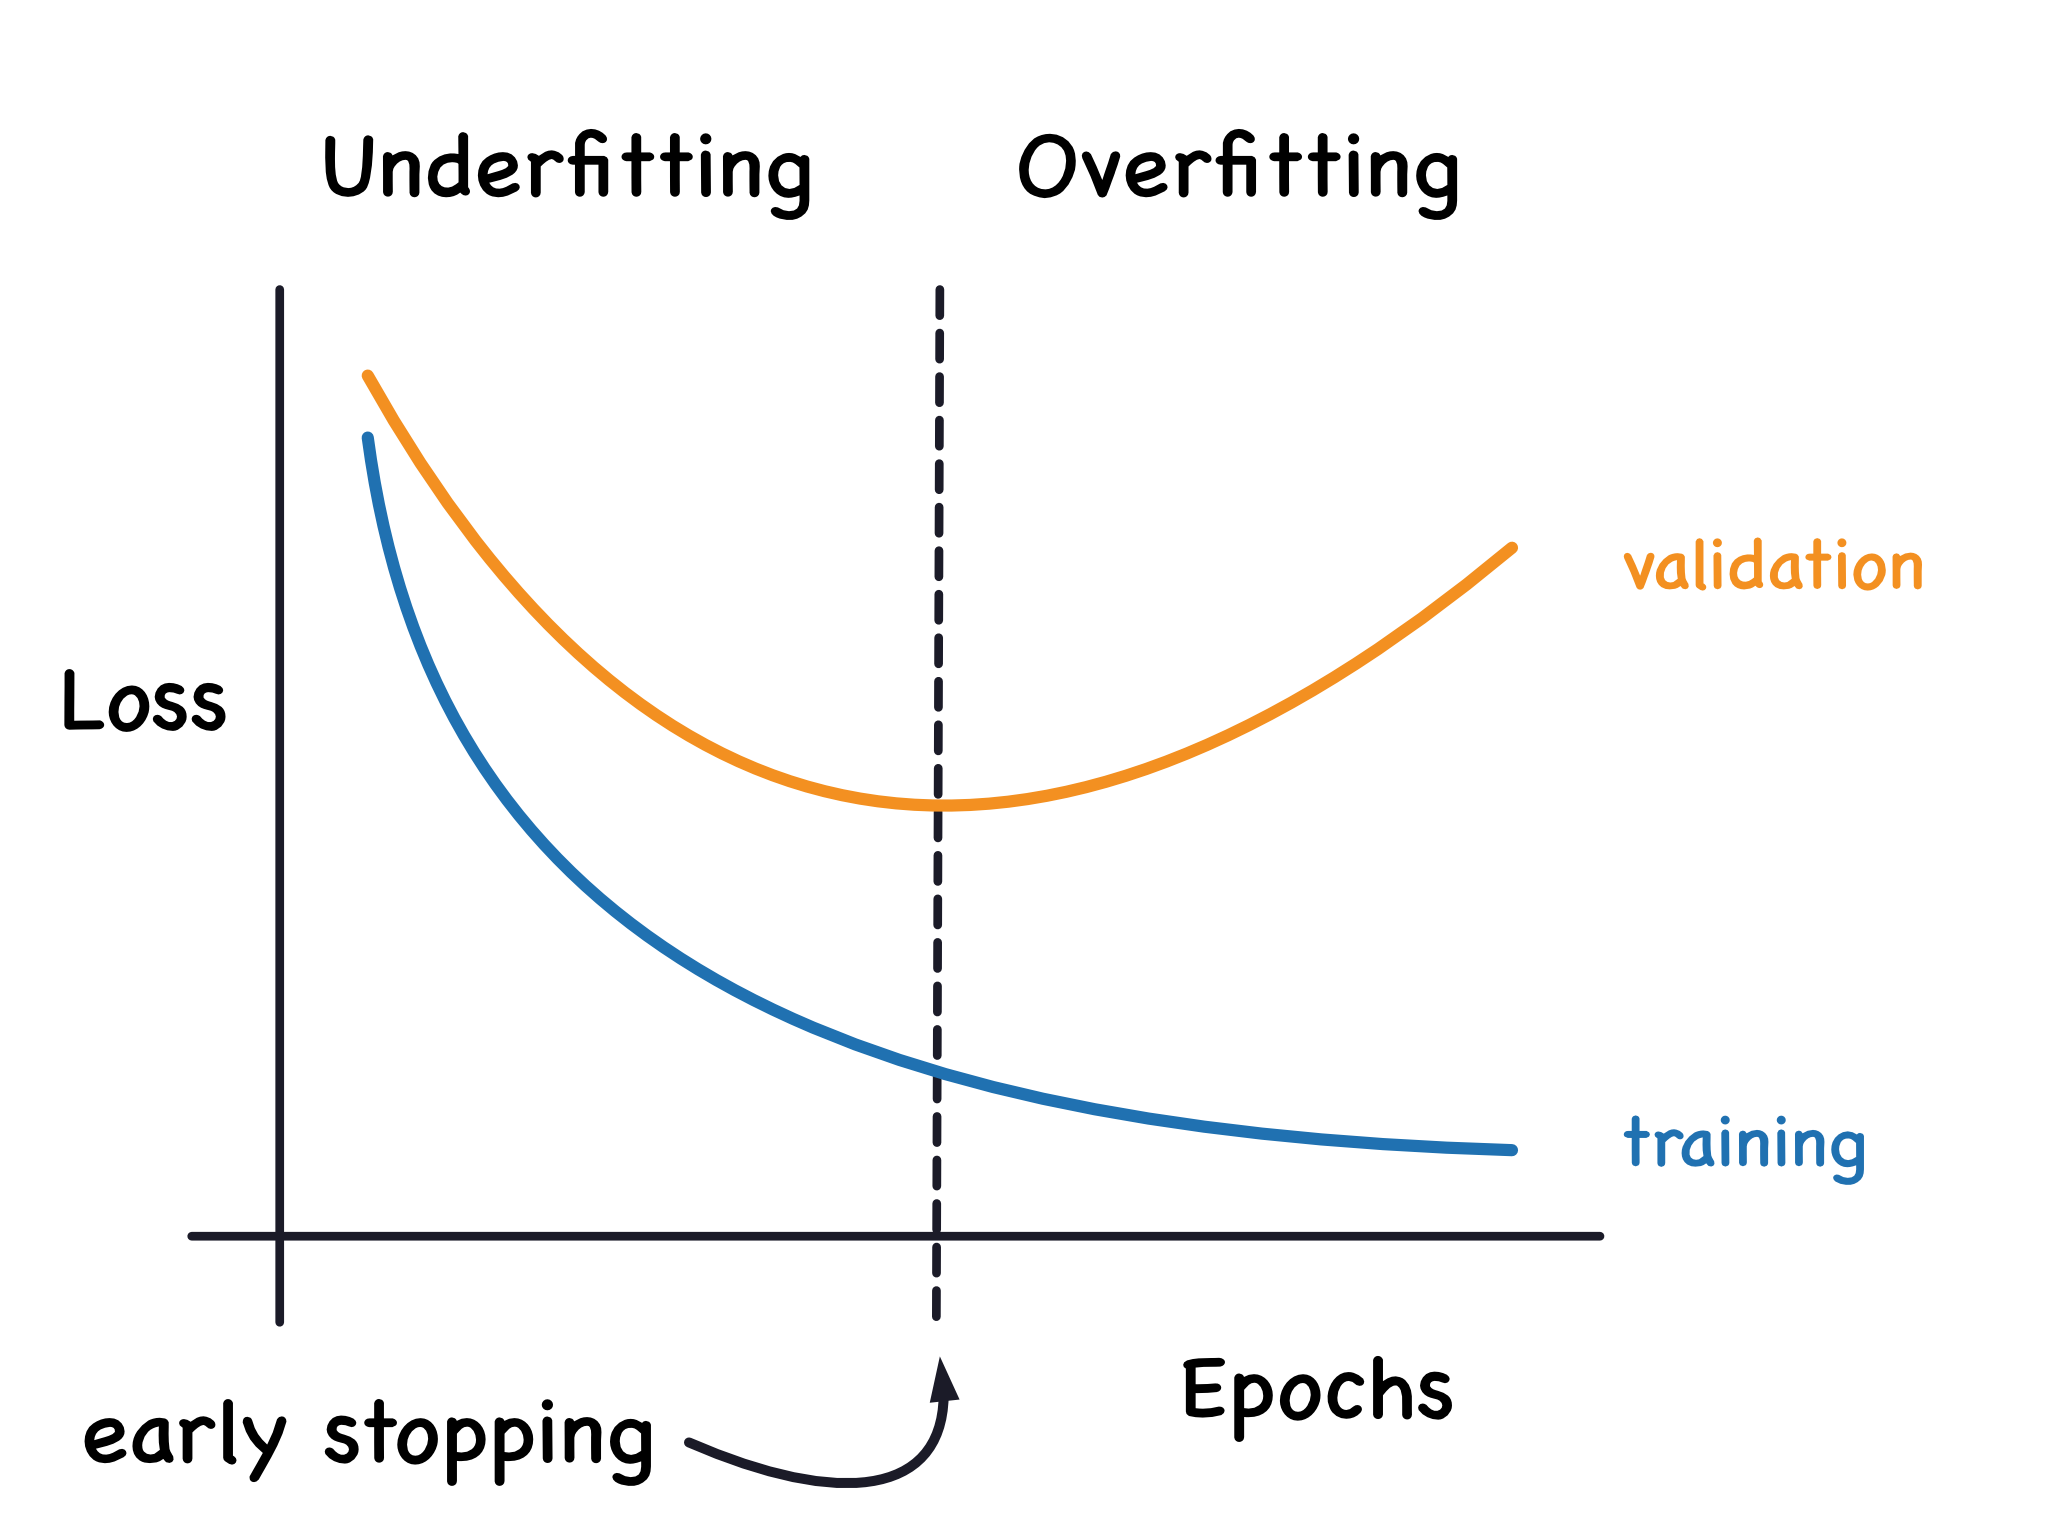 Underfitting Overfitting
validation
Loss
training
Epochs
early stopping